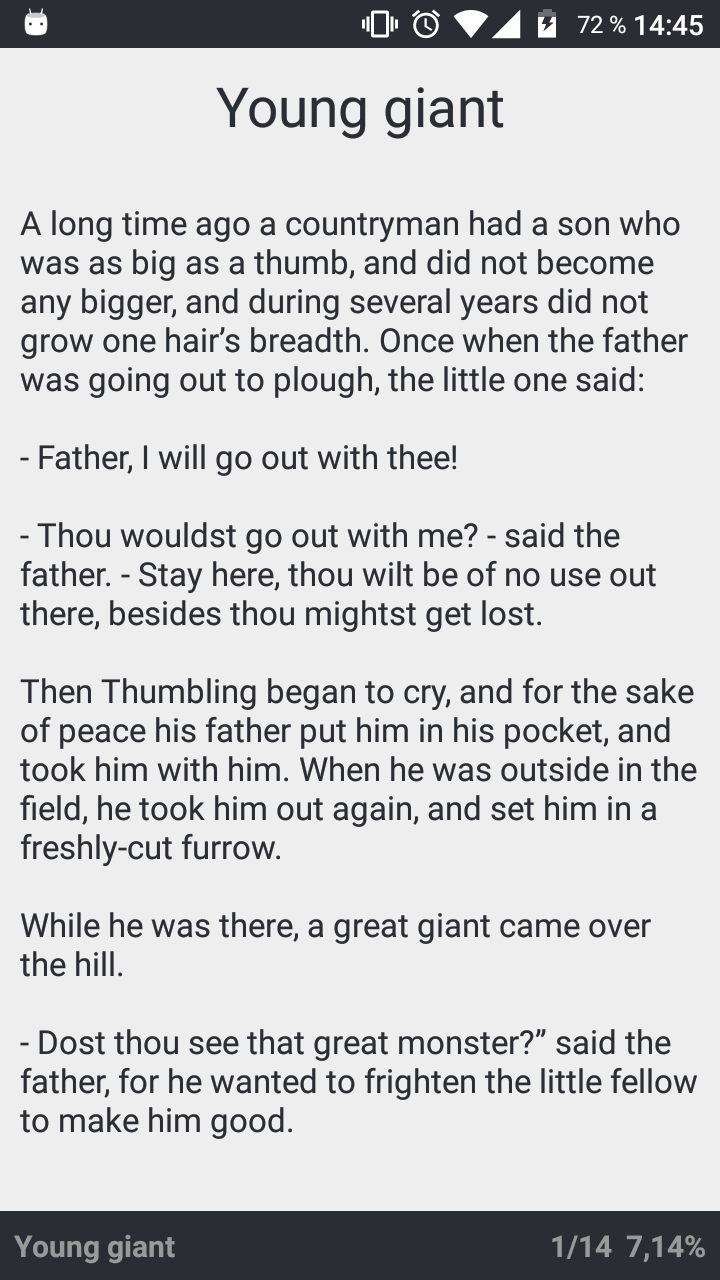 72 % 14:45
Young giant
A long time ago a countryman had a son who
was as big as a thumb, and did not become
any bigger, and during several years did not
grow one hair’s breadth. Once when the father
was going out to plough, the little one said:
- Father, I will go out with thee!
- Thou wouldst go out with me? - said the
father. - Stay here, thou wilt be of no use out
there, besides thou mightst get lost.
Then Thumbling began to cry, and for the sake
of peace his father put him in his pocket, and
took him with him. When he was outside in the
field, he took him out again, and set him in a
freshly-cut furrow.
While he was there, a great giant came over
the hill.
- Dost thou see that great monster?” said the
father, for he wanted to frighten the little fellow
to make him good.
Young giant 1/14 7,14%